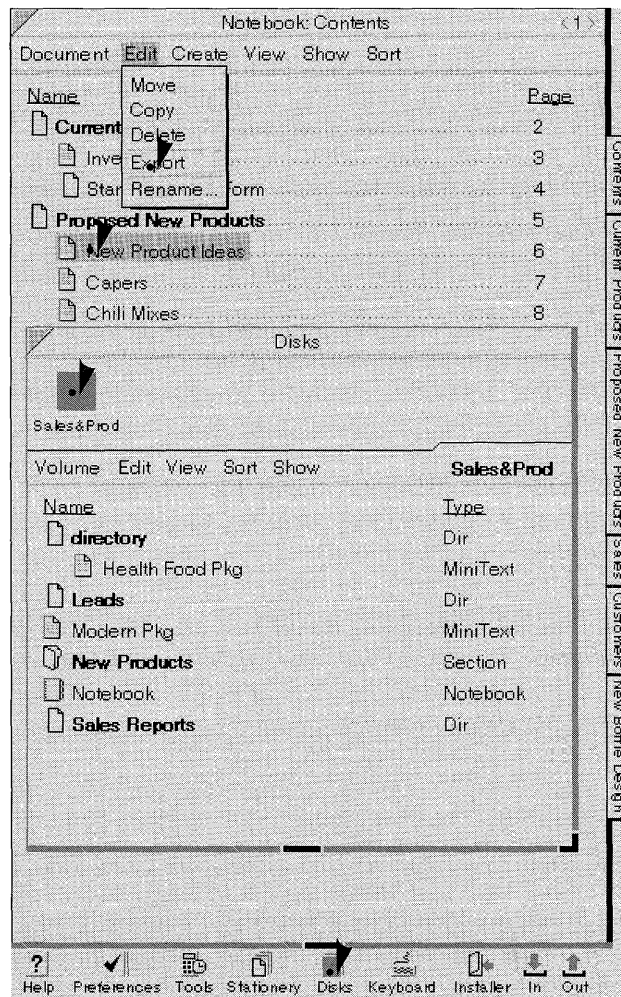 Notebook: Contents < 1 >
Document Edit Create View Show Sort
Move
Copy
Delete
Export
Rename...
Name Page
Current 2
Inve 3
Star form 4
Proposed New Products 5
New Product Ideas 6
Capers 7
Chili Mixes 8
Disks
Sales&Prod
Volume Edit View Sort Show Sales&Prod
Name Type
directory Dir
Health Food Pkg MiniText
Leads Dir
Modern Pkg MiniText
New Products Section
Notebook Notebook
Sales Reports Dir
Contents
Current Products
Proposed New Products
Sales
Customers
New Bottle Design
? Help Preferences Tools Stationery Disks Keyboard Installer In Out